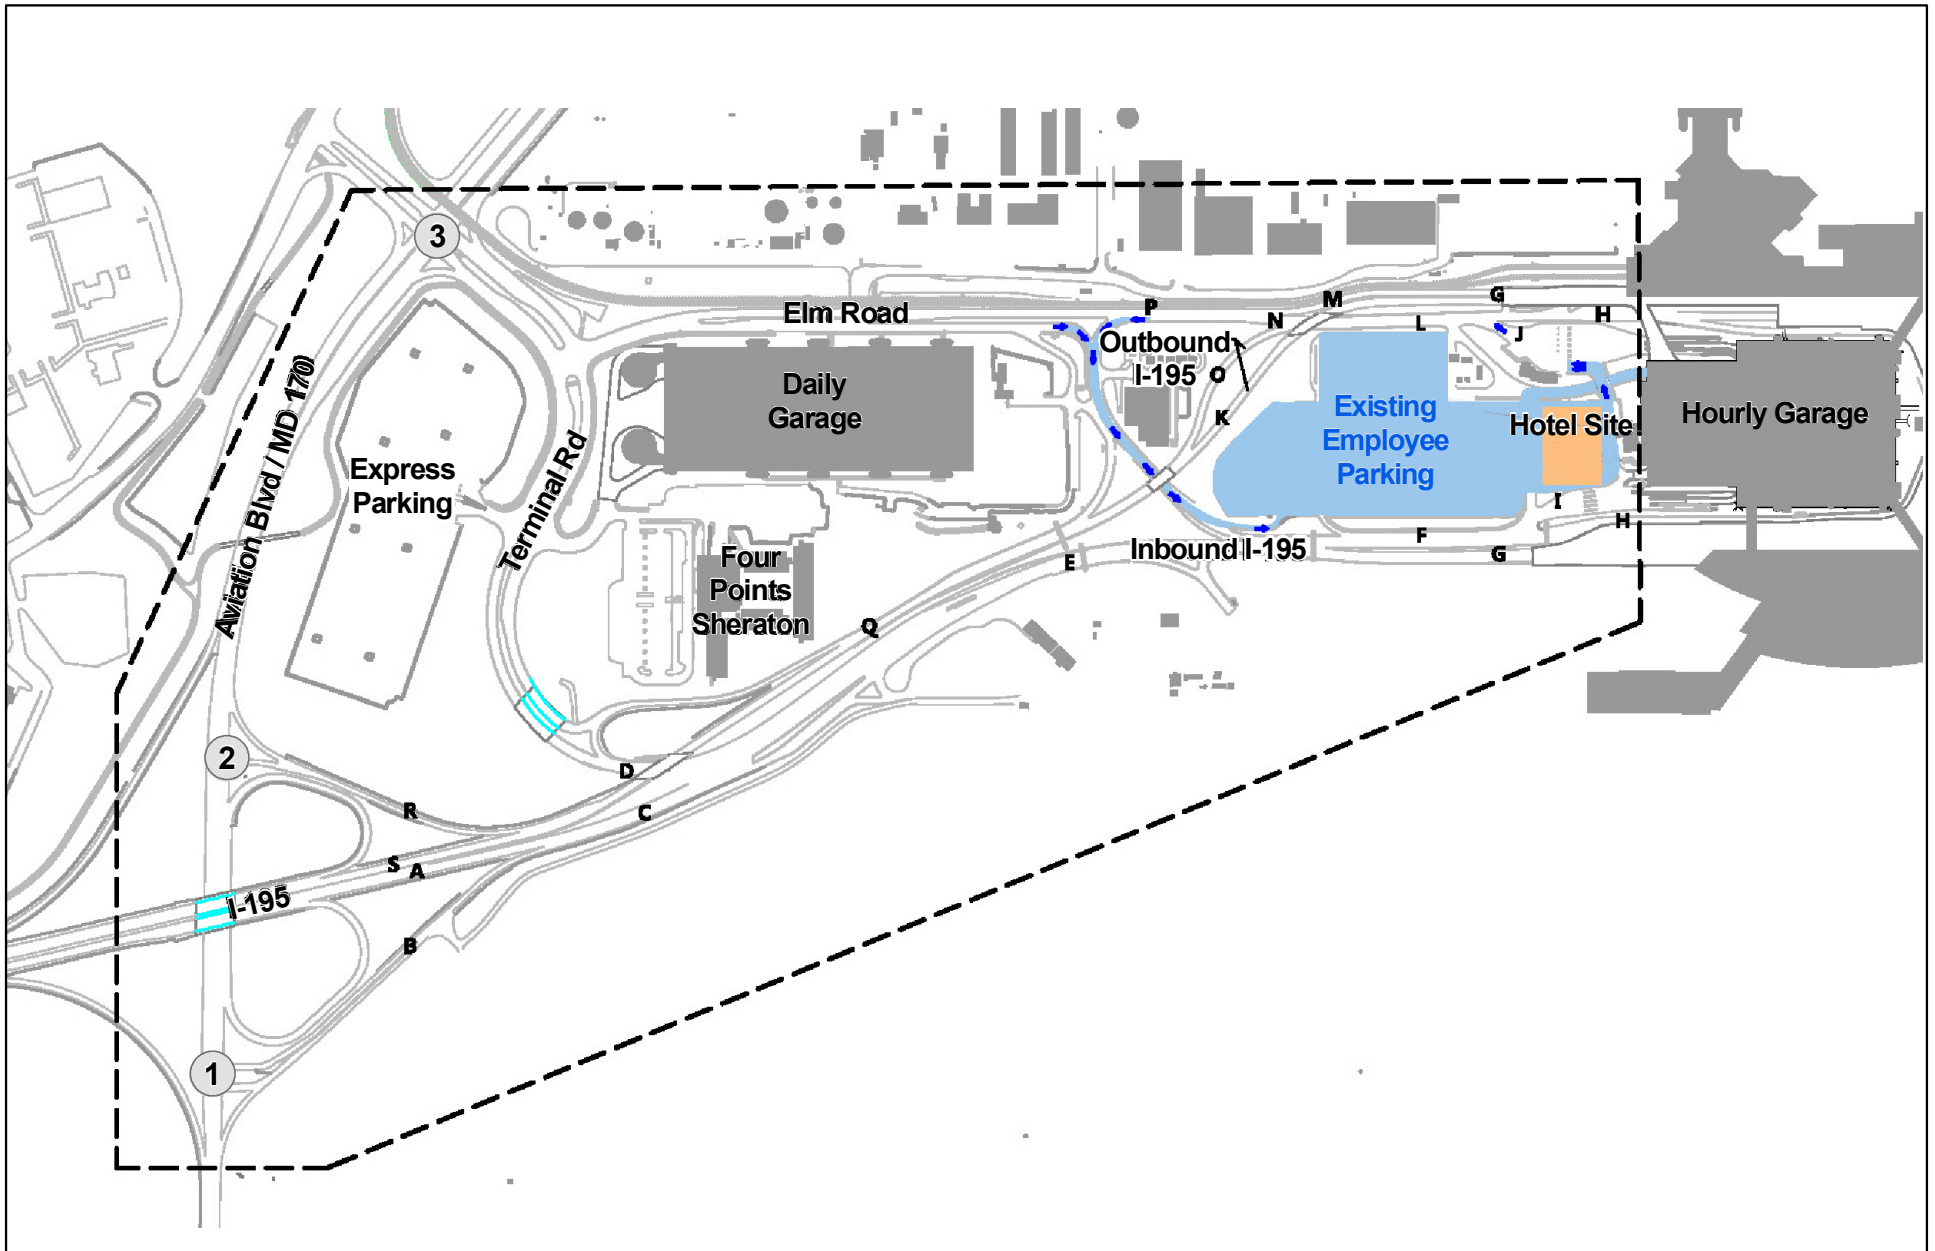 3
Elm Road
P
M
G
N
L
H
J
Outbound
I-195
O
K
Daily
Garage
Existing
Employee
Parking
Hotel Site
Hourly Garage
Aviation Blvd / MD 170)
Express
Parking
Terminal Rd
I
H
F
G
E
Inbound I-195
Four
Points
Sheraton
Q
2
D
C
R
S
A
I-195
B
1